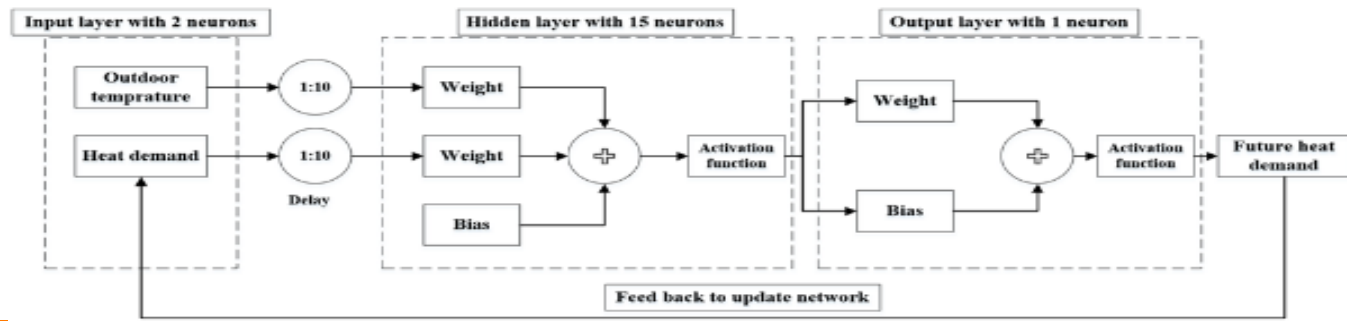 Input layer with 2 neurons
Hidden layer with 15 neurons
Output layer with 1 neuron
Outdoor
temprature
1:10
Weight
Weight
Heat demand
1:10
Weight
Activation
function
Activation
function
Future heat
demand
Delay
Bias
Bias
Feed back to update network